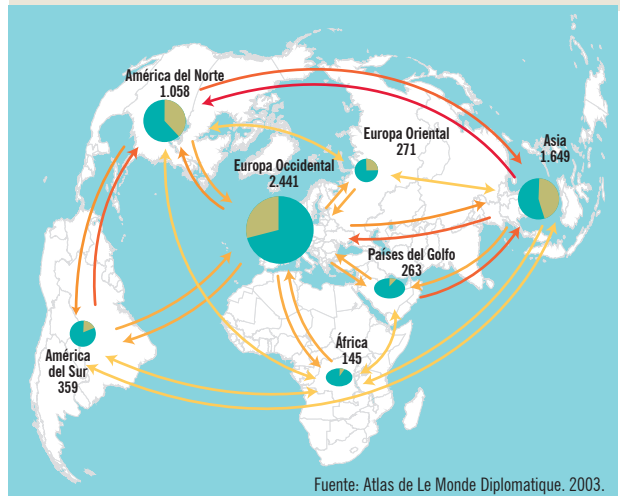 América del Norte
1.058
Europa Oriental
271
Asia
1.649
Europa Occidental
2.441
Países del Golfo
263
África
145
América
del Sur
359
Fuente: Atlas de Le Monde Diplomatique. 2003.